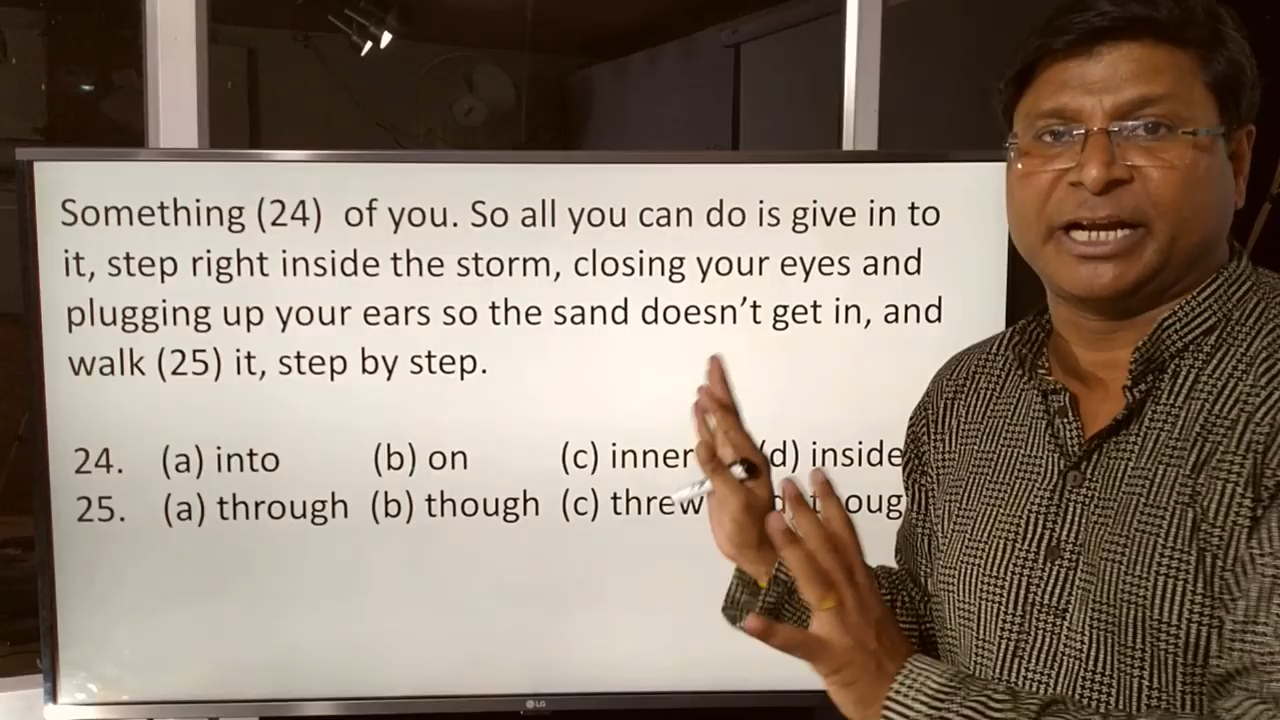 Something (24) of you. So all you can do is give in to
it, step right inside the storm, closing your eyes and
plugging up your ears so the sand doesn't get in, and
walk (25) it, step by step.
24. (a) into (b) on (c) inner (d) inside
25. (a) through (b) though (c) threw
LG